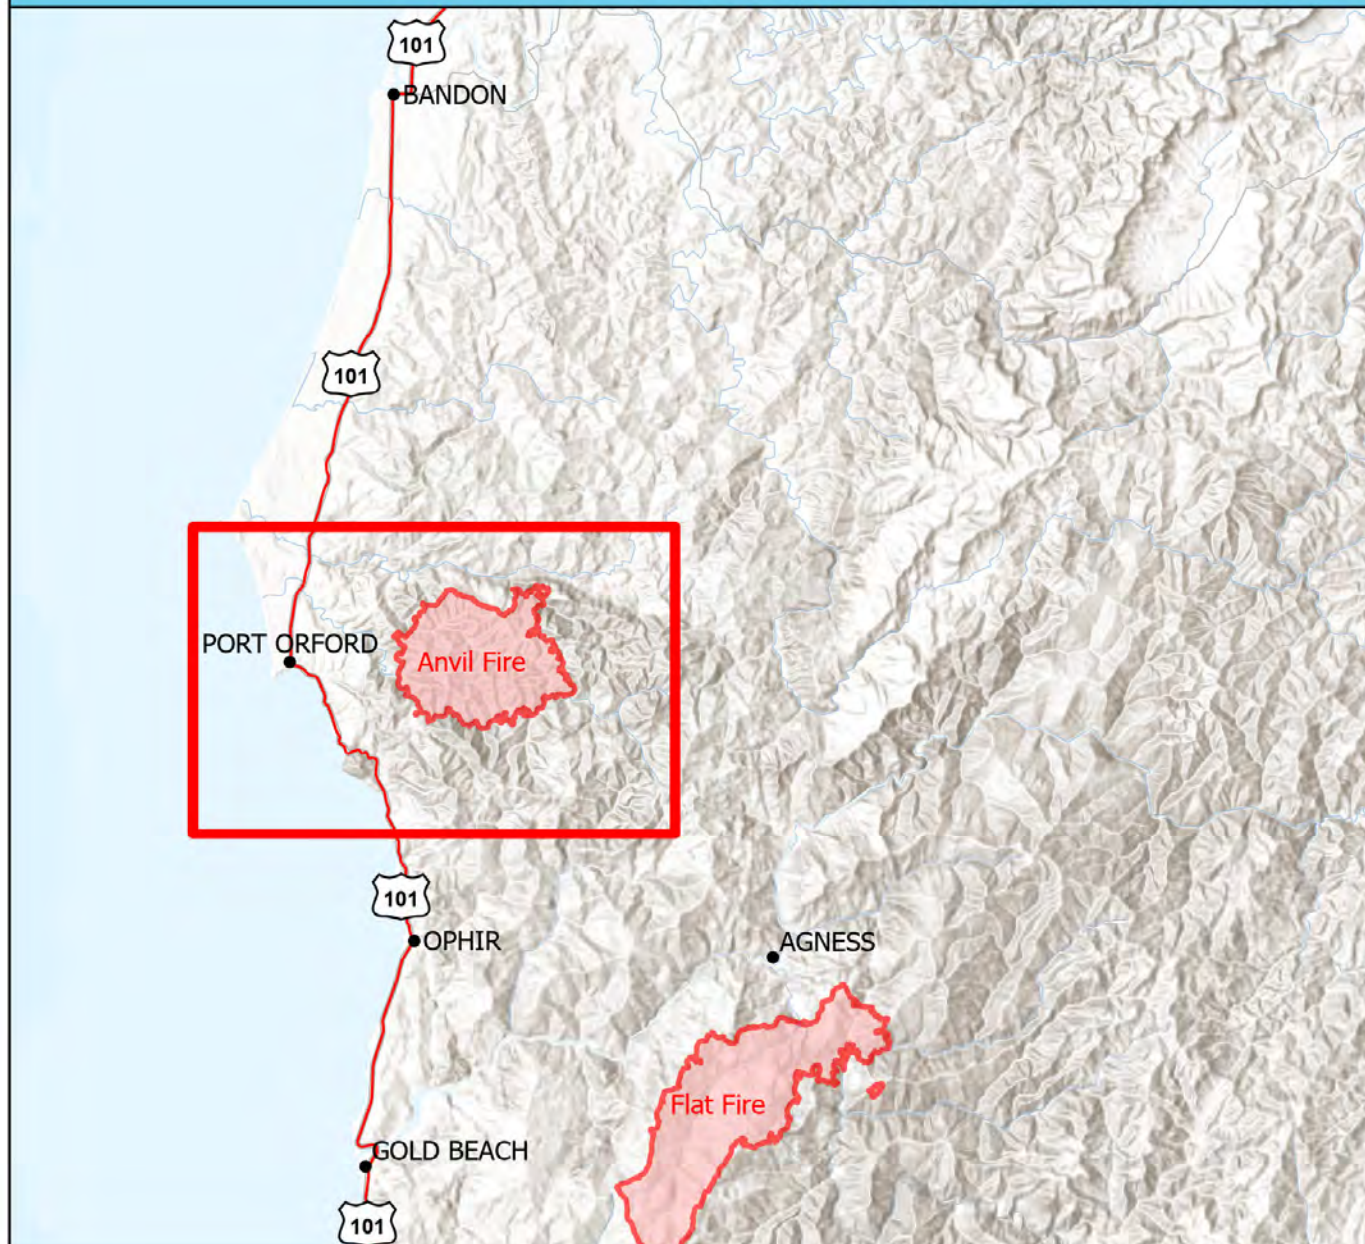 101
BANDON
101
PORT ORFORD
Anvil Fire
101
OPHIR
AGNESS
Flat Fire
GOLD BEACH
101